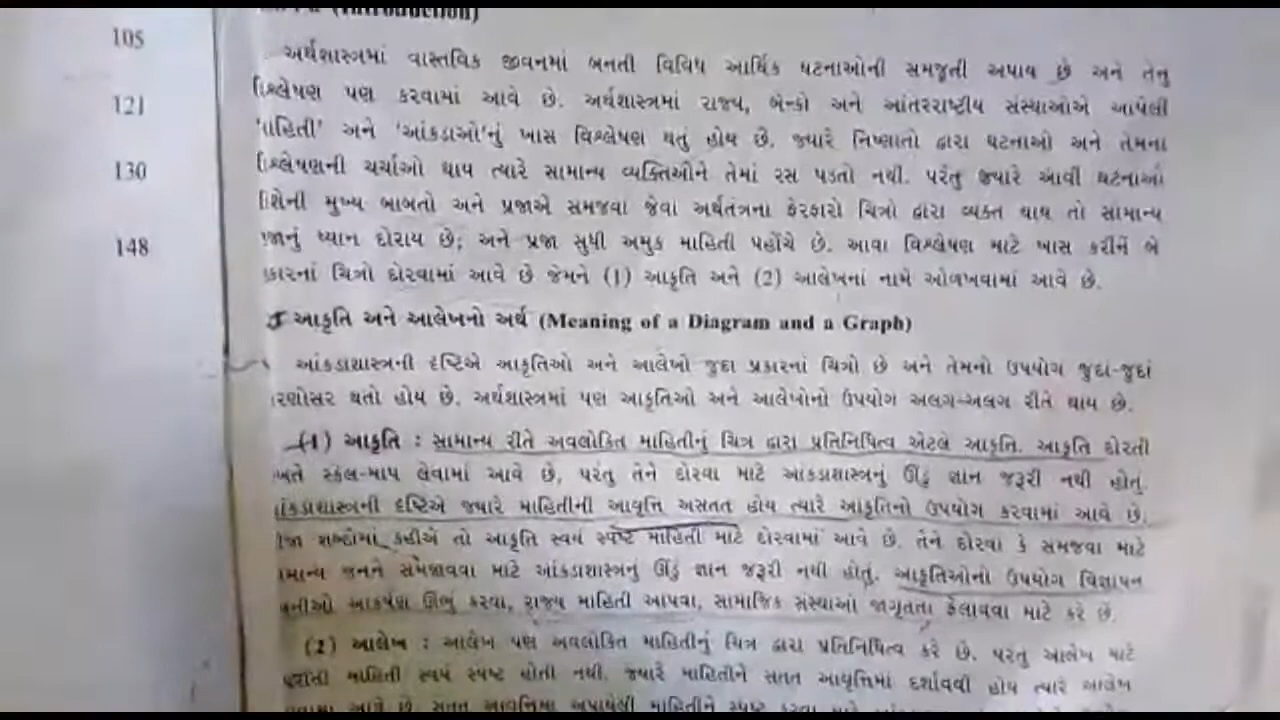 (Introduction)
105
અર્થશાસ્ત્રમાં વાસ્તવિક જીવનમાં બનતી વિવિધ આર્થિક ઘટનાઓની સમજૂતી અપાય છે અને તેનું
121
શ્લેષણ પણ કરવામાં આવે છે. અર્થશાસ્ત્રમાં રાજ્ય, બેન્કો અને આંતરરાષ્ટ્રીય સંસ્થાઓએ આપેલી
ાહિતી' અને 'આંકડાઓ'નું ખાસ વિશ્લેષણ થતું હોય છે. જ્યારે નિષ્ણાતો દ્વારા ઘટનાઓ અને તેમના
130
શ્લેષણની ચર્ચાઓ થાય ત્યારે સામાન્ય વ્યક્તિઓને તેમાં રસ પડતો નથી. પરંતુ જ્યારે આવી ઘટનાઓ
શેની મુખ્ય બાબતો અને પ્રજાએ સમજવા જેવા અર્થતંત્રના ફેરફારો ચિત્રો દ્વારા વ્યક્ત થાય તો સામાન્ય
148
જાનું ધ્યાન દોરાય છે; અને પ્રજા સુધી અમુક માહિતી પહોંચે છે. આવા વિશ્લેષણ માટે ખાસ કરીને બે
કારનાં ચિત્રો દોરવામાં આવે છે જેમને (1) આકૃતિ અને (2) આલેખનાં નામે ઓળખવામાં આવે છે.
આકૃતિ અને આલેખનો અર્થ (Meaning of a Diagram and a Graph)
આંકડાશાસ્ત્રની દૃષ્ટિએ આકૃતિઓ અને આલેખો જુદા પ્રકારનાં ચિત્રો છે અને તેમનો ઉપયોગ જુદા-જુદાં
રણોસર થતો હોય છે. અર્થશાસ્ત્રમાં પણ આકૃતિઓ અને આલેખોનો ઉપયોગ અલગ-અલગ રીતે થાય છે.
(1) આકૃતિ : સામાન્ય રીતે અવલોકિત માહિતીનું ચિત્ર દ્વારા પ્રતિનિધિત્વ એટલે આકૃતિ. આકૃતિ દોરતી
ખતે સ્કેલ-માપ લેવામાં આવે છે, પરંતુ તેને દોરવા માટે આંકડાશાસ્ત્રનું ઊંડું જ્ઞાન જરૂરી નથી હોતું.
ાંકડાશાસ્ત્રની દૃષ્ટિએ જ્યારે માહિતીની આવૃત્તિ અસતત હોય ત્યારે આકૃતિનો ઉપયોગ કરવામાં આવે છે.
જા શબ્દોમાં કહીએ તો આકૃતિ સ્વયં સ્પષ્ટ માહિતી માટે દોરવામાં આવે છે. તેને દોરવા કે સમજવા માટે
ામાન્ય જનને સમજાવવા માટે આંકડાશાસ્ત્રનું ઊંડું જ્ઞાન જરૂરી નથી હોતું. આકૃતિઓનો ઉપયોગ વિજ્ઞાપન
પનીઓ આકર્ષણ ઊભું કરવા, રાજ્ય માહિતી આપવા, સામાજિક સંસ્થાઓ જાગૃતતા ફેલાવવા માટે કરે છે.
(2) આલેખ : આલેખ પણ અવલોકિત માહિતીનું ચિત્ર દ્વારા પ્રતિનિધિત્વ કરે છે. પરંતુ આલેખ માટે
માહિતી સ્વયં સ્પષ્ટ હોતી નથી. જ્યારે માહિતીને સતત આવૃત્તિમાં દર્શાવવી હોય ત્યારે આલેખ